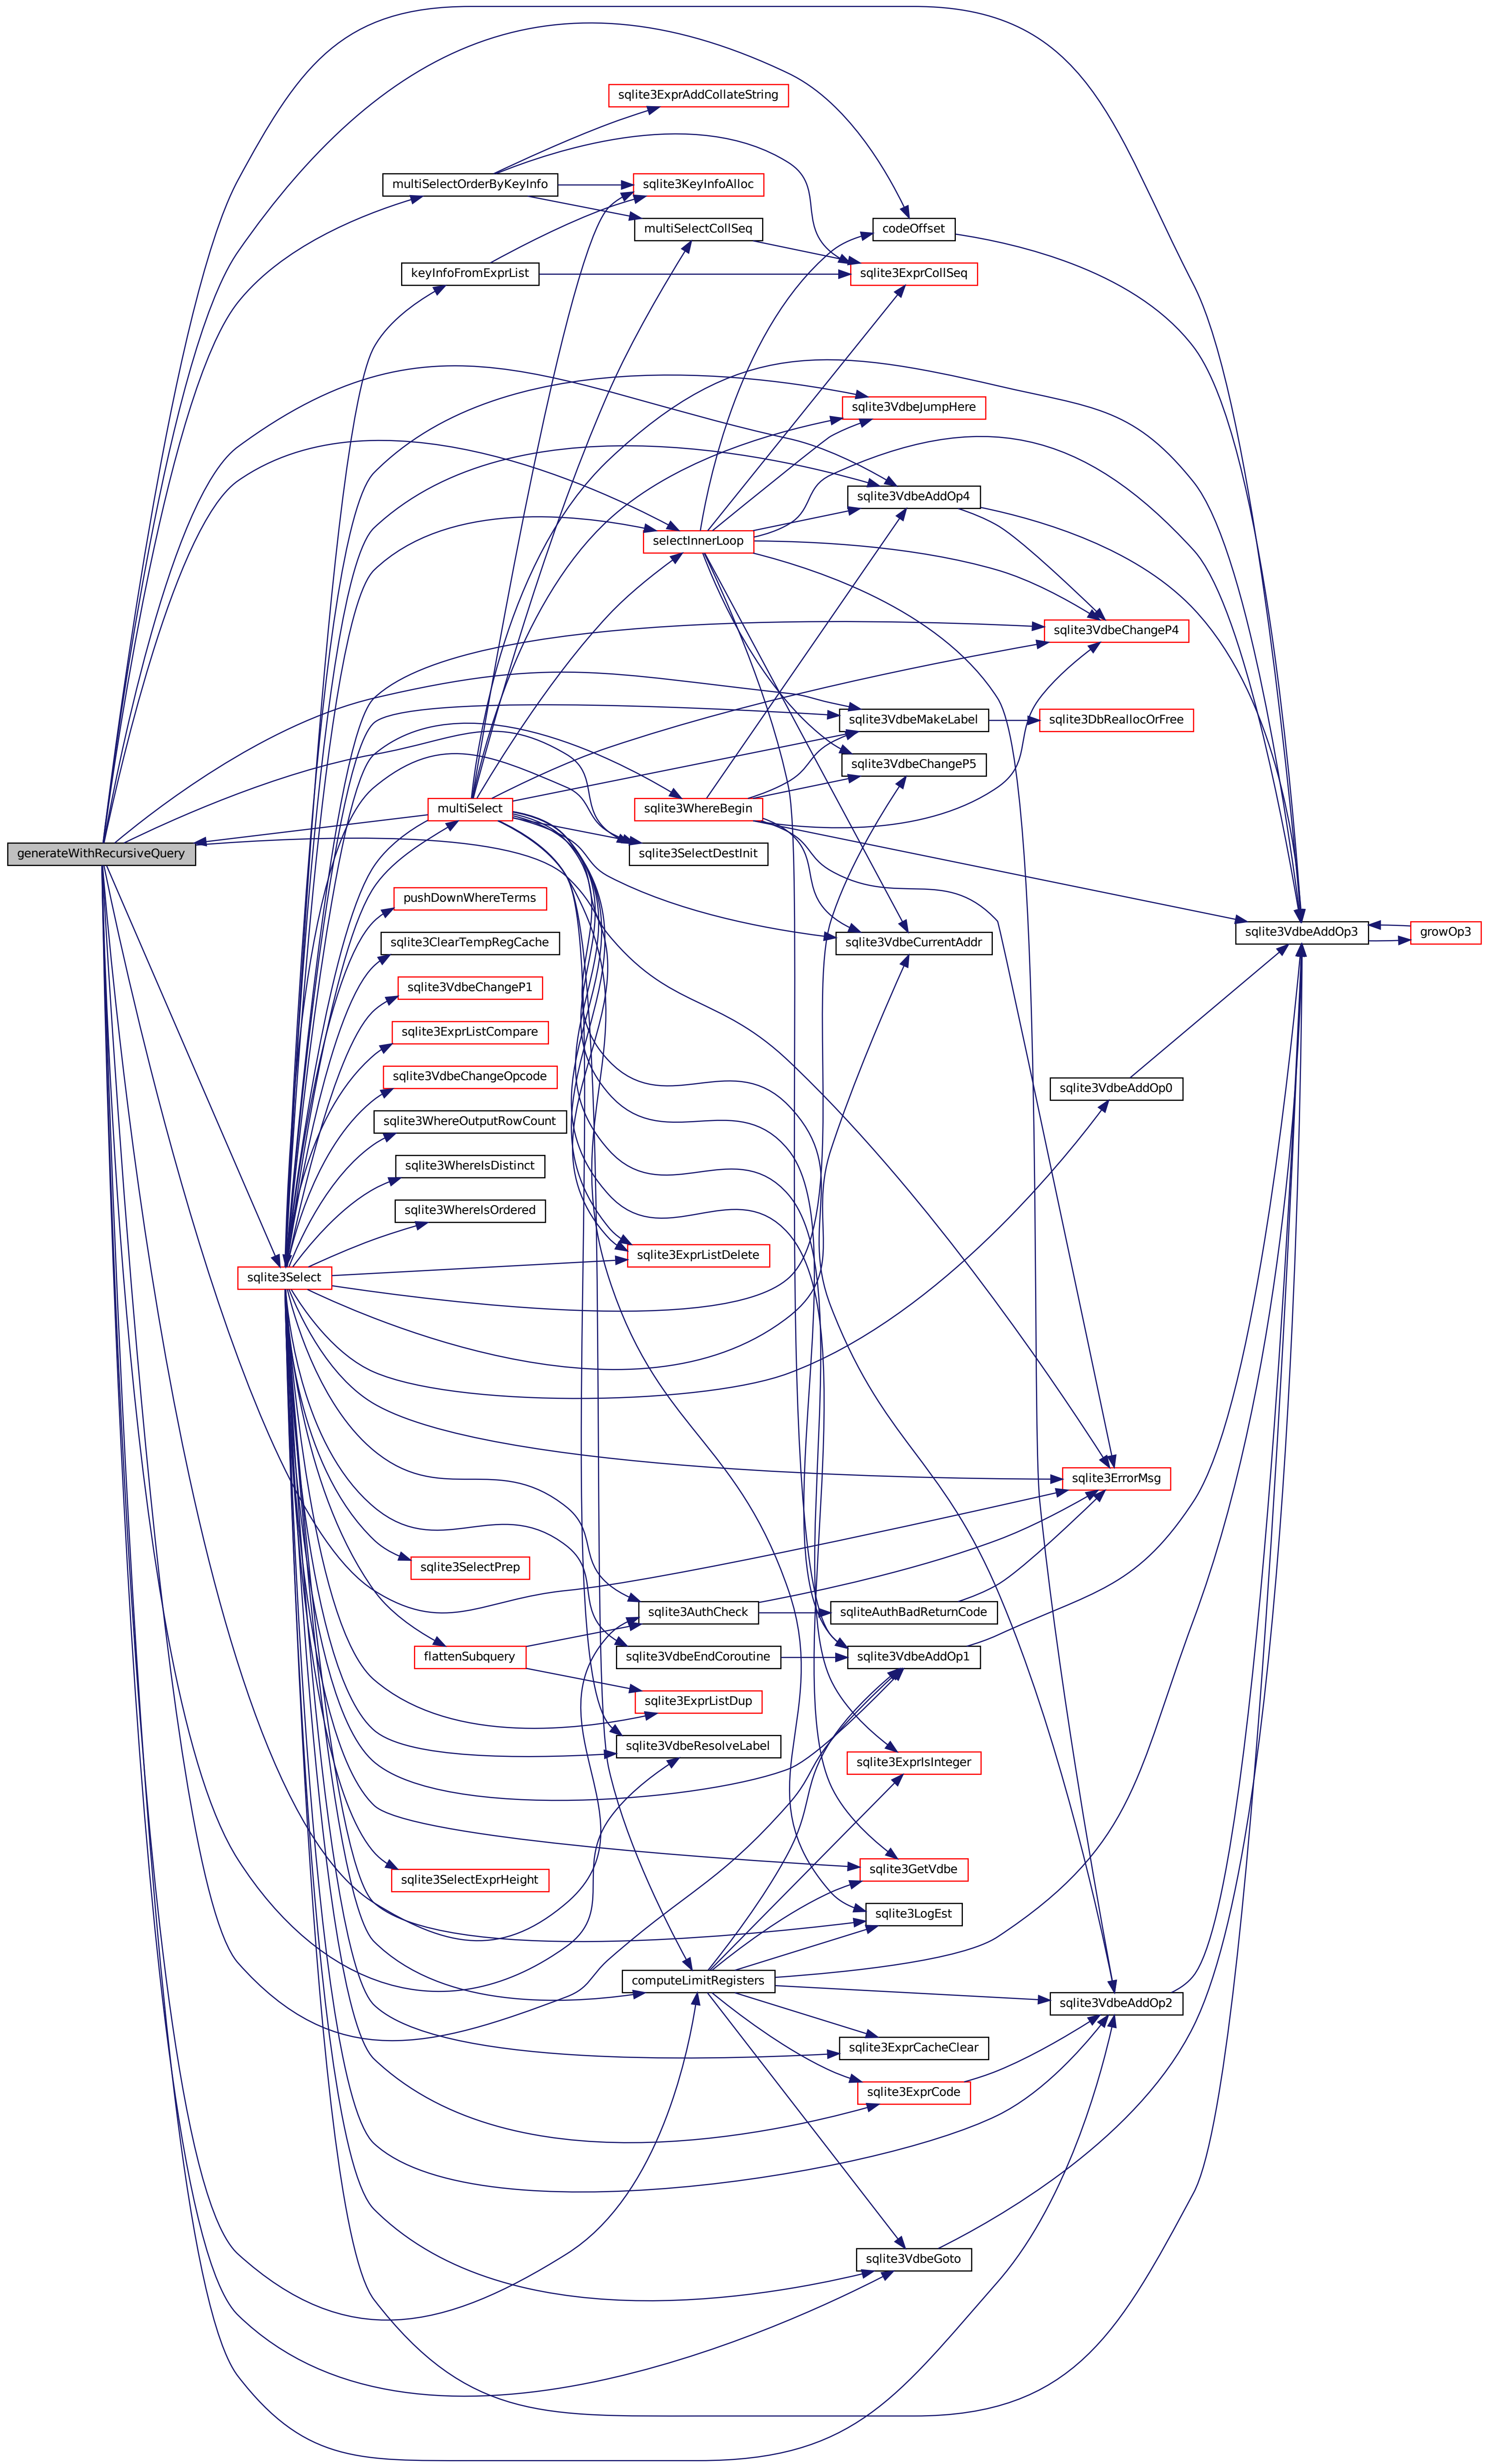 sqlite3ExprAddCollateString
multiSelectOrderByKeyInfo
sqlite3KeyInfoAlloc
multiSelectCollSeq
codeOffset
keyInfoFromExprList
sqlite3ExprCollSeq
sqlite3VdbeJumpHere
sqlite3VdbeAddOp4
selectInnerLoop
sqlite3VdbeChangeP4
sqlite3VdbeMakeLabel
sqlite3DbReallocOrFree
sqlite3VdbeChangeP5
multiSelect
sqlite3WhereBegin
generateWithRecursiveQuery
sqlite3SelectDestInit
pushDownWhereTerms
sqlite3VdbeAddOp3
growOp3
sqlite3ClearTempRegCache
sqlite3VdbeCurrentAddr
sqlite3VdbeChangeP1
sqlite3ExprListCompare
sqlite3VdbeChangeOpcode
sqlite3VdbeAddOp0
sqlite3WhereOutputRowCount
sqlite3WhereIsDistinct
sqlite3WhereIsOrdered
sqlite3ExprListDelete
sqlite3Select
sqlite3ErrorMsg
sqlite3SelectPrep
sqlite3AuthCheck
sqliteAuthBadReturnCode
flattenSubquery
sqlite3VdbeEndCoroutine
sqlite3VdbeAddOp1
sqlite3ExprListDup
sqlite3VdbeResolveLabel
sqlite3ExprIsInteger
sqlite3GetVdbe
sqlite3SelectExprHeight
sqlite3LogEst
computeLimitRegisters
sqlite3VdbeAddOp2
sqlite3ExprCacheClear
sqlite3ExprCode
sqlite3VdbeGoto